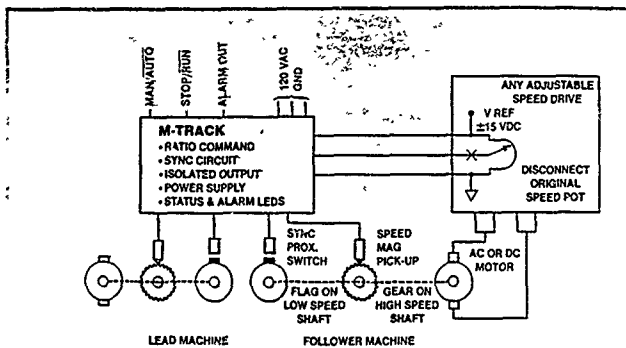 MAN/AUTO
STOP/RUN
ALARM OUT
120 VAC
GND
ANY ADJUSTABLE
SPEED DRIVE
V REF
±15 VDC
DISCONNECT
ORIGINAL
SPEED POT
M-TRACK
•RATIO COMMAND
•SYNC CIRCUIT
•ISOLATED OUTPUT
•POWER SUPPLY
•STATUS & ALARM LEDS
SYNC
PROX.
SWITCH
SPEED
MAG
PICK-UP
AC OR DC
MOTOR
FLAG ON
LOW SPEED
SHAFT
GEAR ON
HIGH SPEED
SHAFT
LEAD MACHINE
FOLLOWER MACHINE